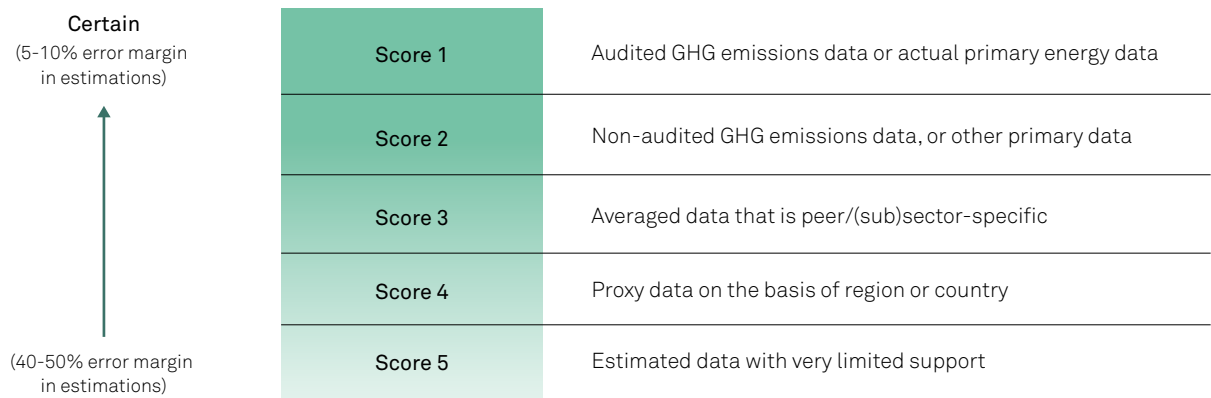 Certain
(5-10% error margin
in estimations)
Score 1
Audited GHG emissions data or actual primary energy data
Score 2
Non-audited GHG emissions data, or other primary data
Score 3
Averaged data that is peer/(sub)sector-specific
Score 4
Proxy data on the basis of region or country
(40-50% error margin
in estimations)
Score 5
Estimated data with very limited support